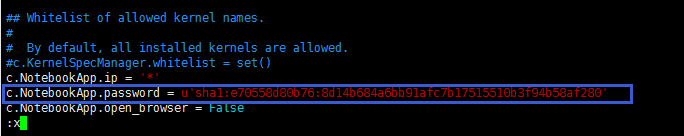 ## Whitelist of allowed kernel names.
#
#  By default, all installed kernels are allowed.
#c.KernelSpecManager.whitelist = set()
c.NotebookApp.ip = '*'
c.NotebookApp.password = u'sha1:e70558d80b76:8d14b684a6bb91afc7b17515510b3f94b58af280'
c.NotebookApp.open_browser = False
:x